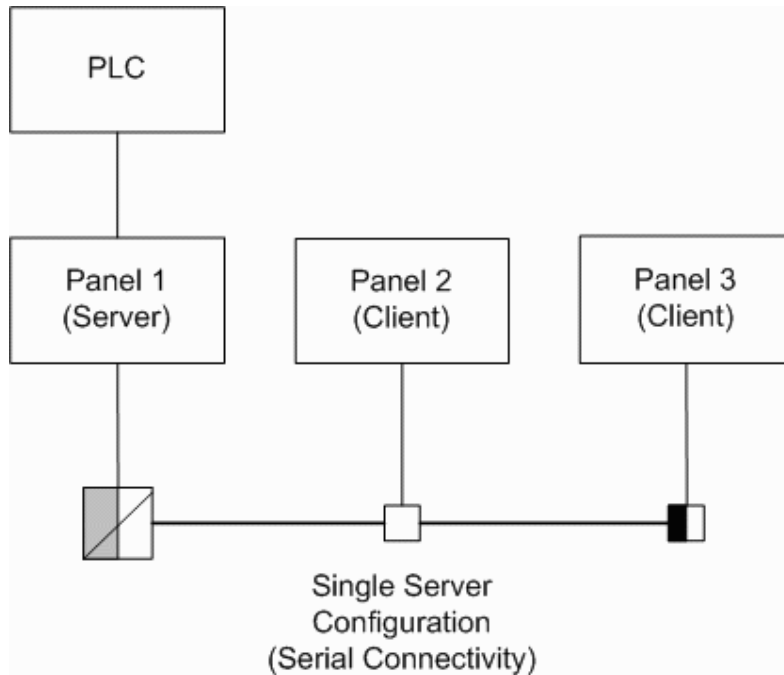 PLC
Panel 1
(Server)
Panel 2
(Client)
Panel 3
(Client)
Single Server
Configuration
(Serial Connectivity)